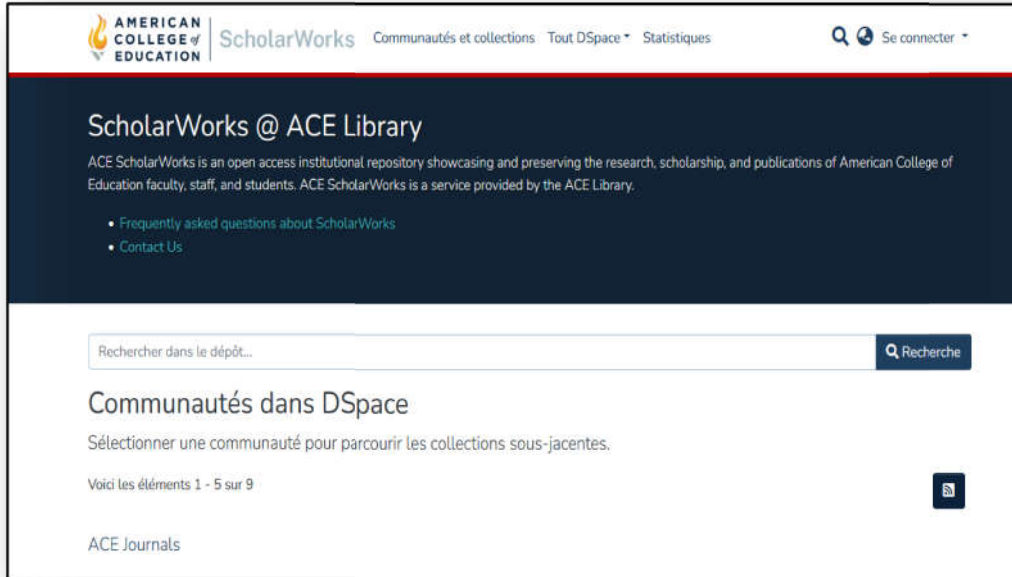 AMERICAN
COLLEGE of
EDUCATION
ScholarWorks Communautés et collections Tout DSpace Statistiques Se connecter
ScholarWorks @ ACE Library
ACE ScholarWorks is an open access institutional repository showcasing and preserving the research, scholarship, and publications of American College of
Education faculty, staff, and students. ACE ScholarWorks is a service provided by the ACE Library.
• Frequently asked questions about ScholarWorks
• Contact Us
Rechercher dans le dépôt... Recherche
Communautés dans DSpace
Sélectionner une communauté pour parcourir les collections sous-jacentes.
Voici les éléments 1 - 5 sur 9
ACE Journals